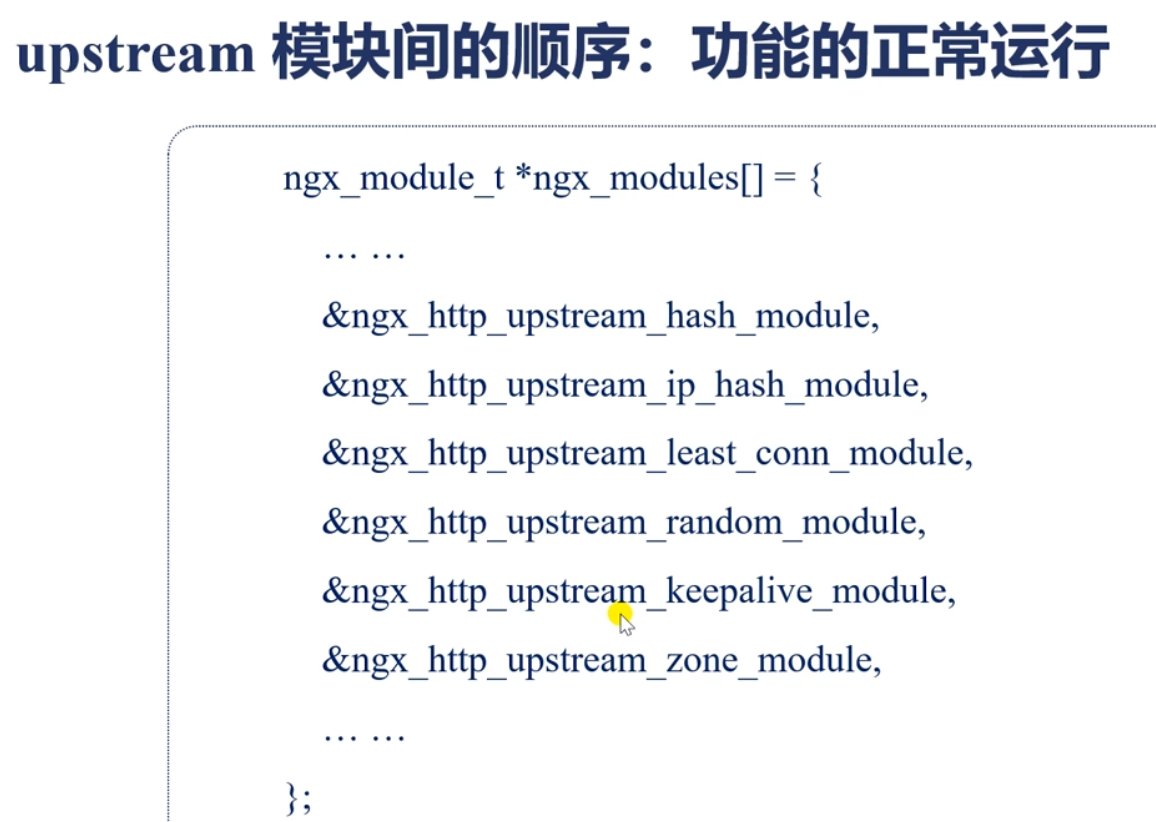 upstream 模块间的顺序：功能的正常运行
ngx_module_t *ngx_modules[] = {
… …
&ngx_http_upstream_hash_module,
&ngx_http_upstream_ip_hash_module,
&ngx_http_upstream_least_conn_module,
&ngx_http_upstream_random_module,
&ngx_http_upstream_keepalive_module,
&ngx_http_upstream_zone_module,
… …
};